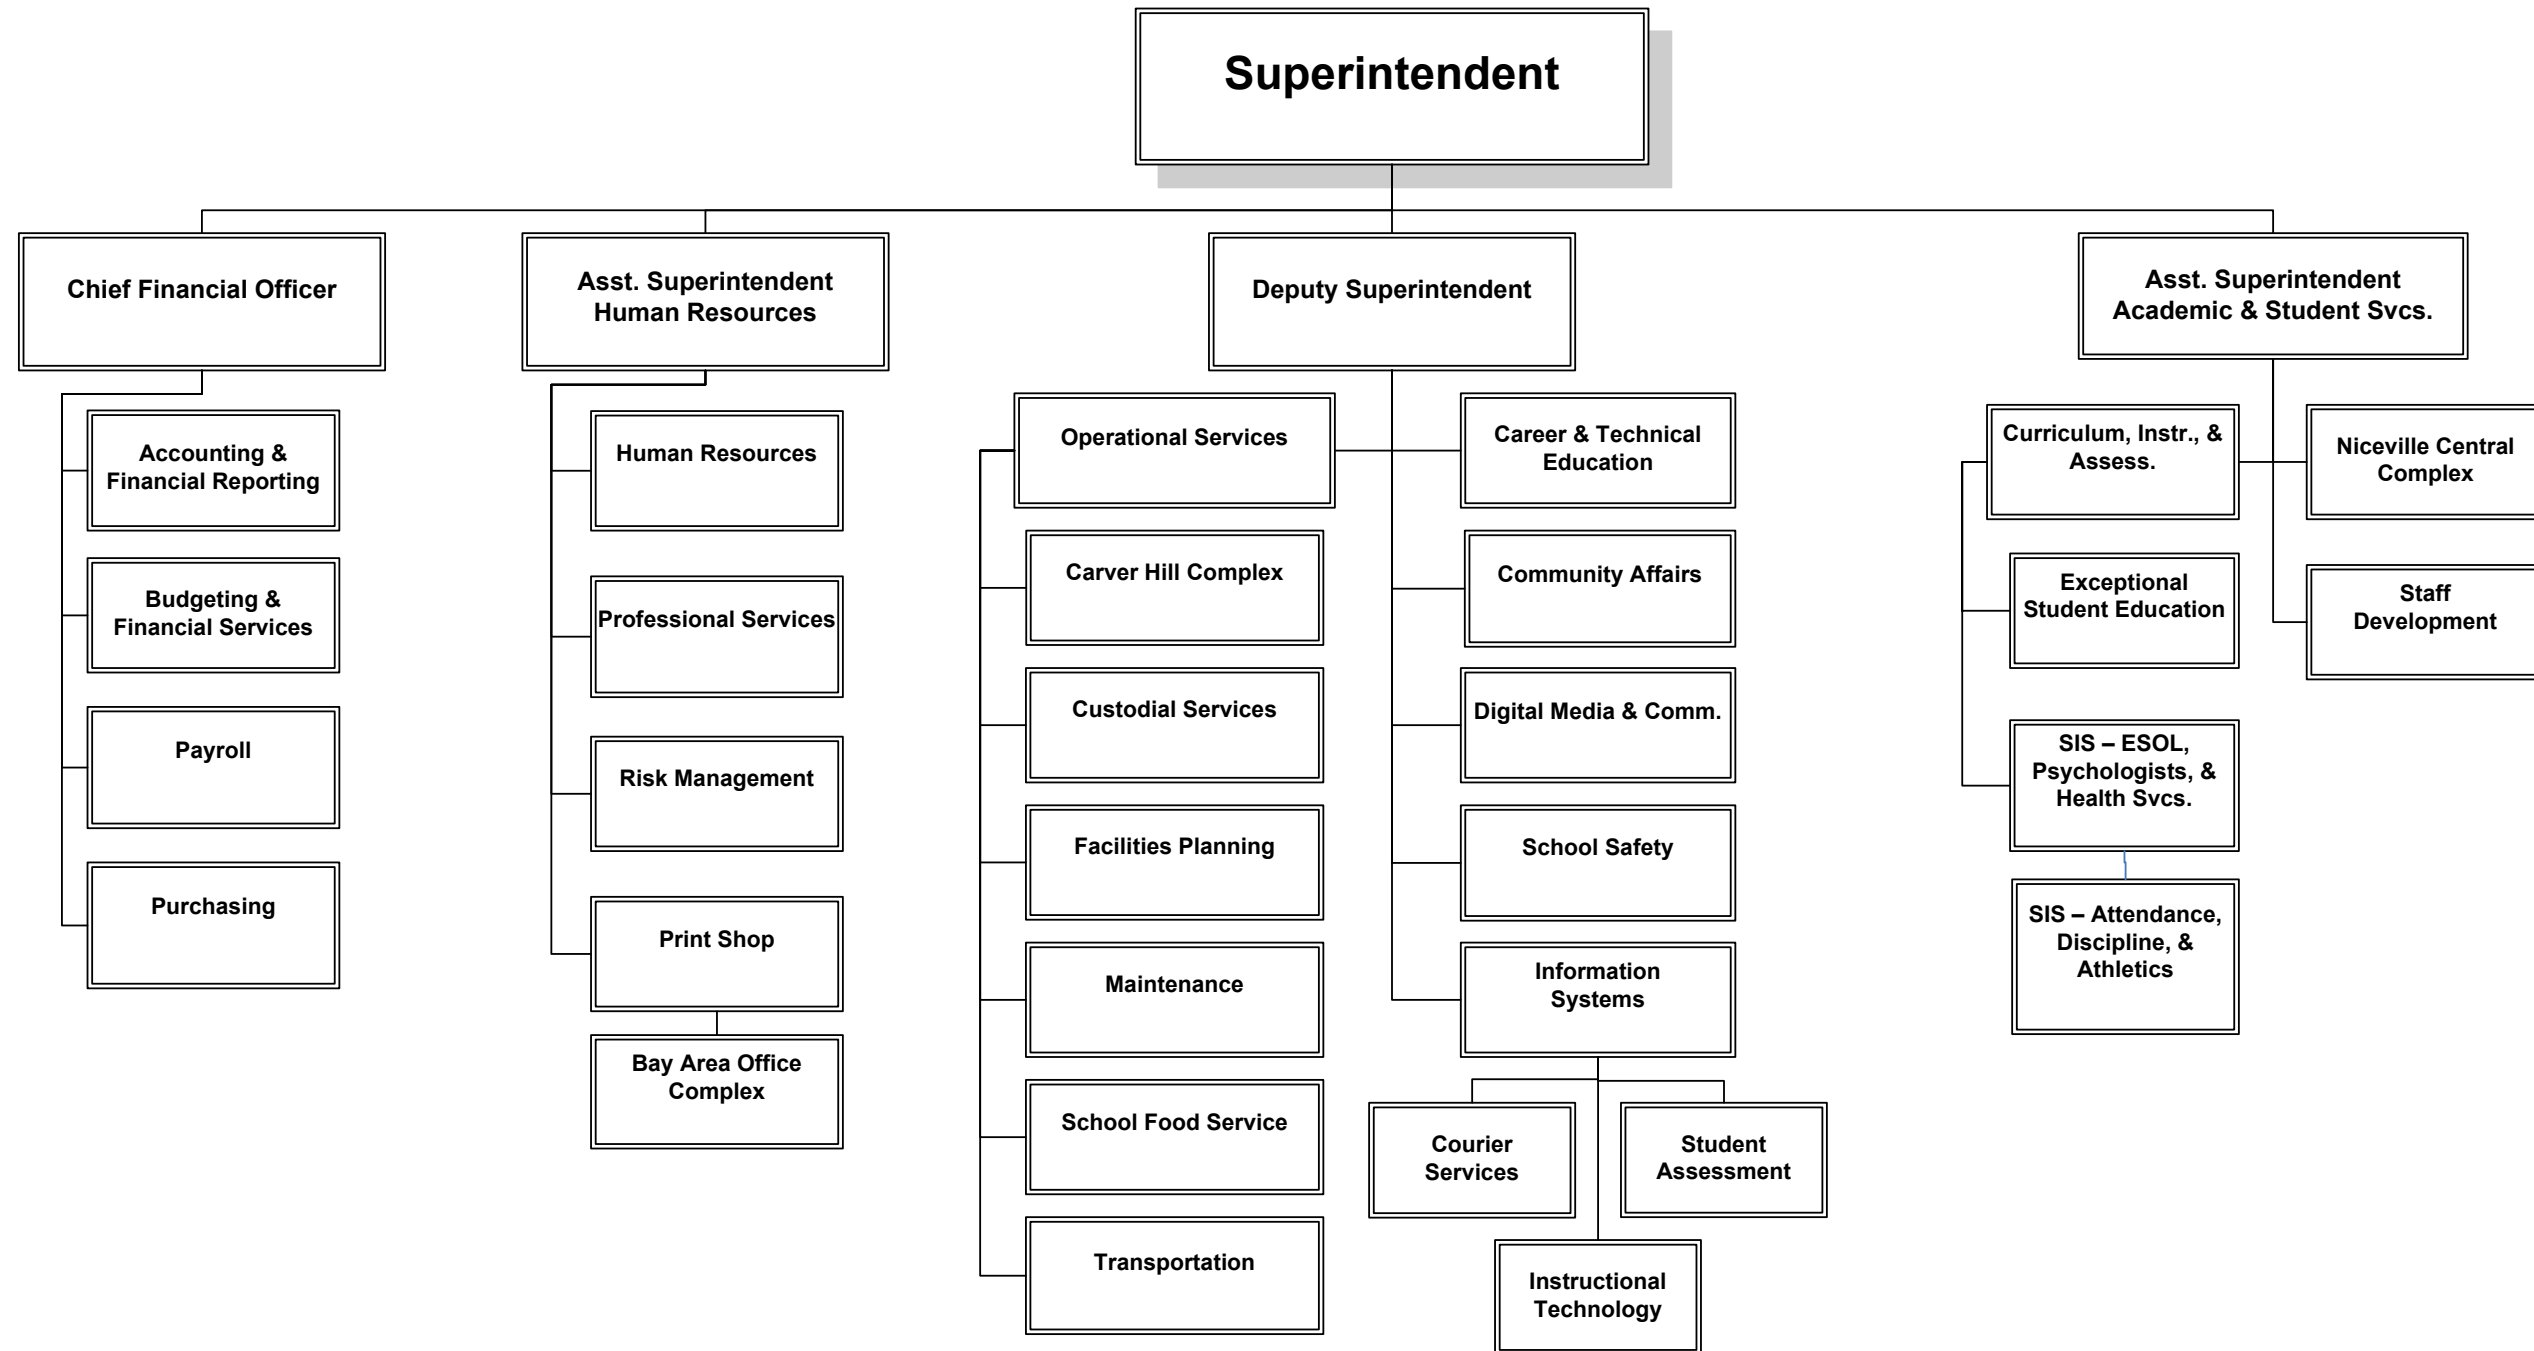 Superintendent
Chief Financial Officer
Asst. Superintendent
Human Resources
Deputy Superintendent
Asst. Superintendent
Academic & Student Svcs.
Accounting &
Financial Reporting
Budgeting &
Financial Services
Payroll
Purchasing
Human Resources
Professional Services
Risk Management
Print Shop
Bay Area Office
Complex
Operational Services
Carver Hill Complex
Custodial Services
Facilities Planning
Maintenance
School Food Service
Transportation
Career & Technical
Education
Community Affairs
Digital Media & Comm.
School Safety
Information
Systems
Courier
Services
Student
Assessment
Instructional
Technology
Curriculum, Instr., &
Assess.
Exceptional
Student Education
SIS – ESOL,
Psychologists, &
Health Svcs.
SIS – Attendance,
Discipline, &
Athletics
Niceville Central
Complex
Staff
Development